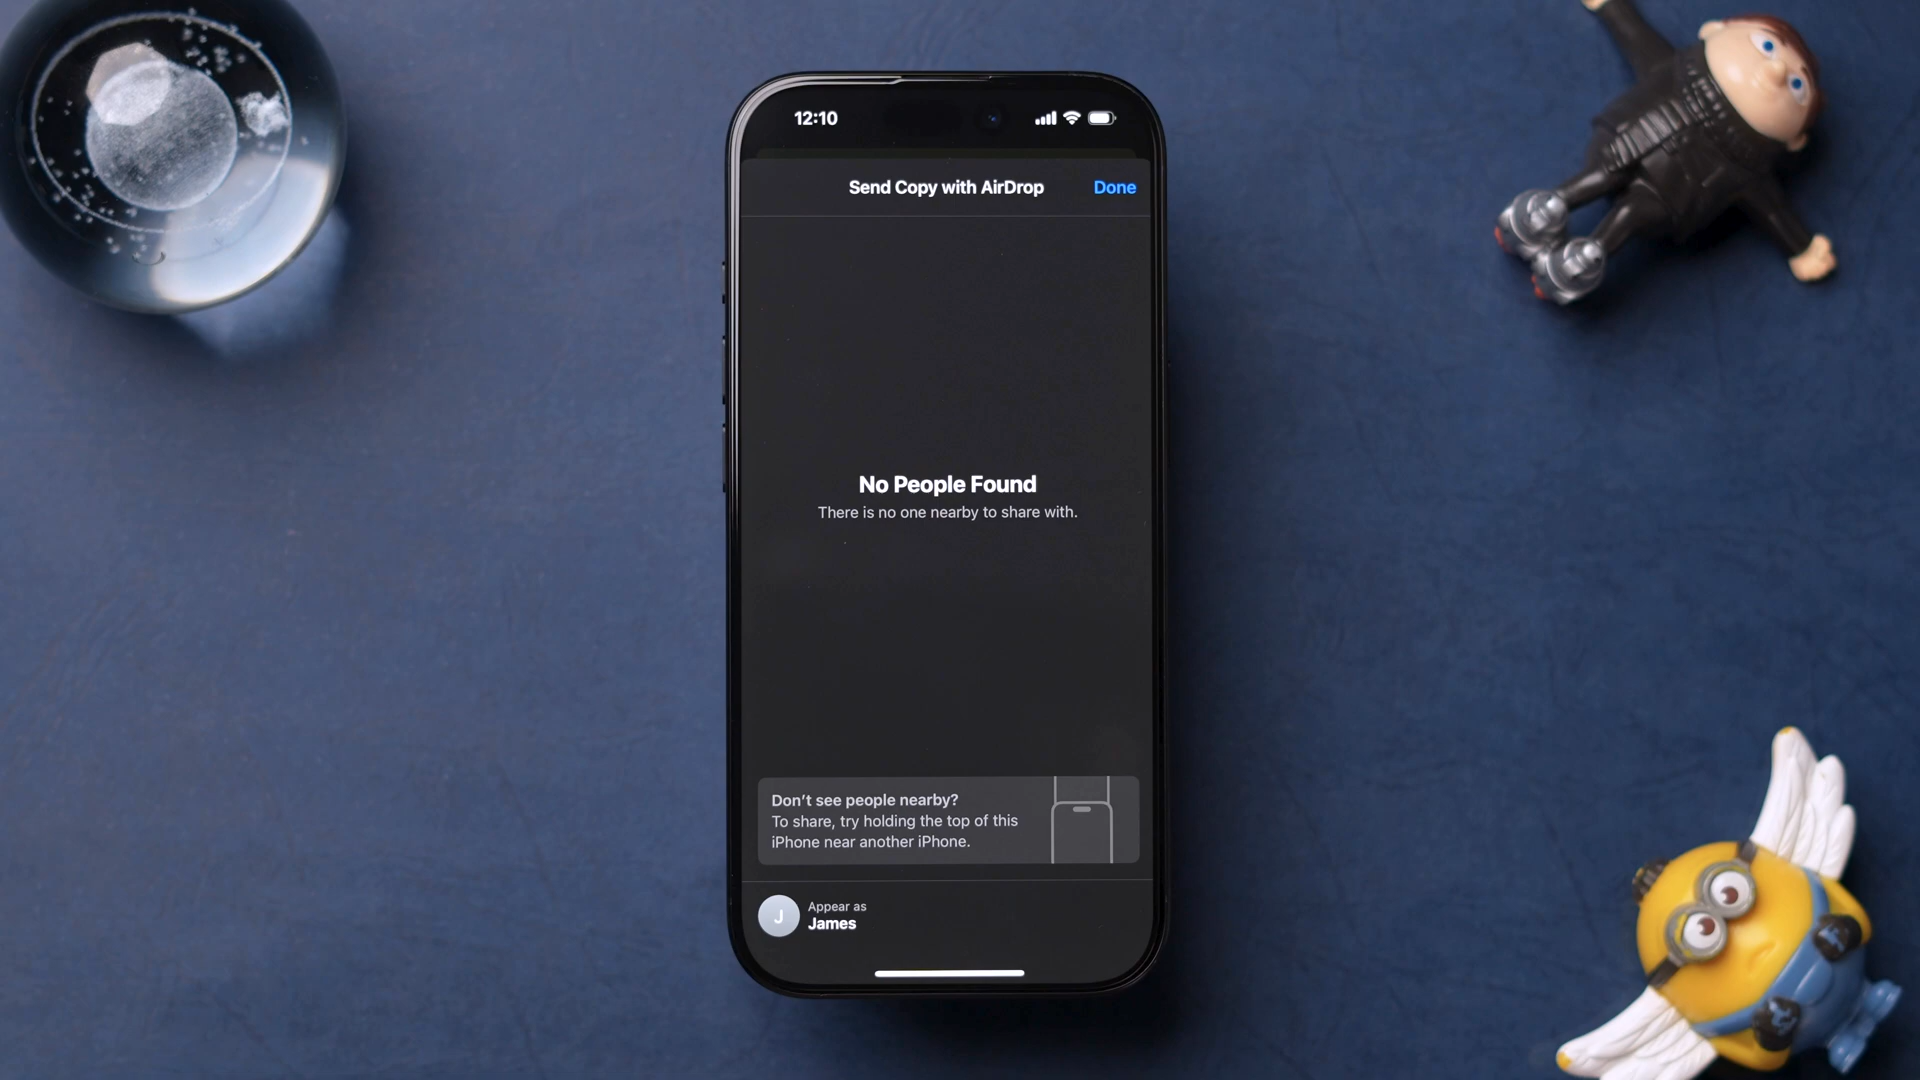 12:10
Send Copy with AirDrop
Done
No People Found
There is no one nearby to share with.
Don’t see people nearby?
To share, try holding the top of this
iPhone near another iPhone.
J
Appear as
James